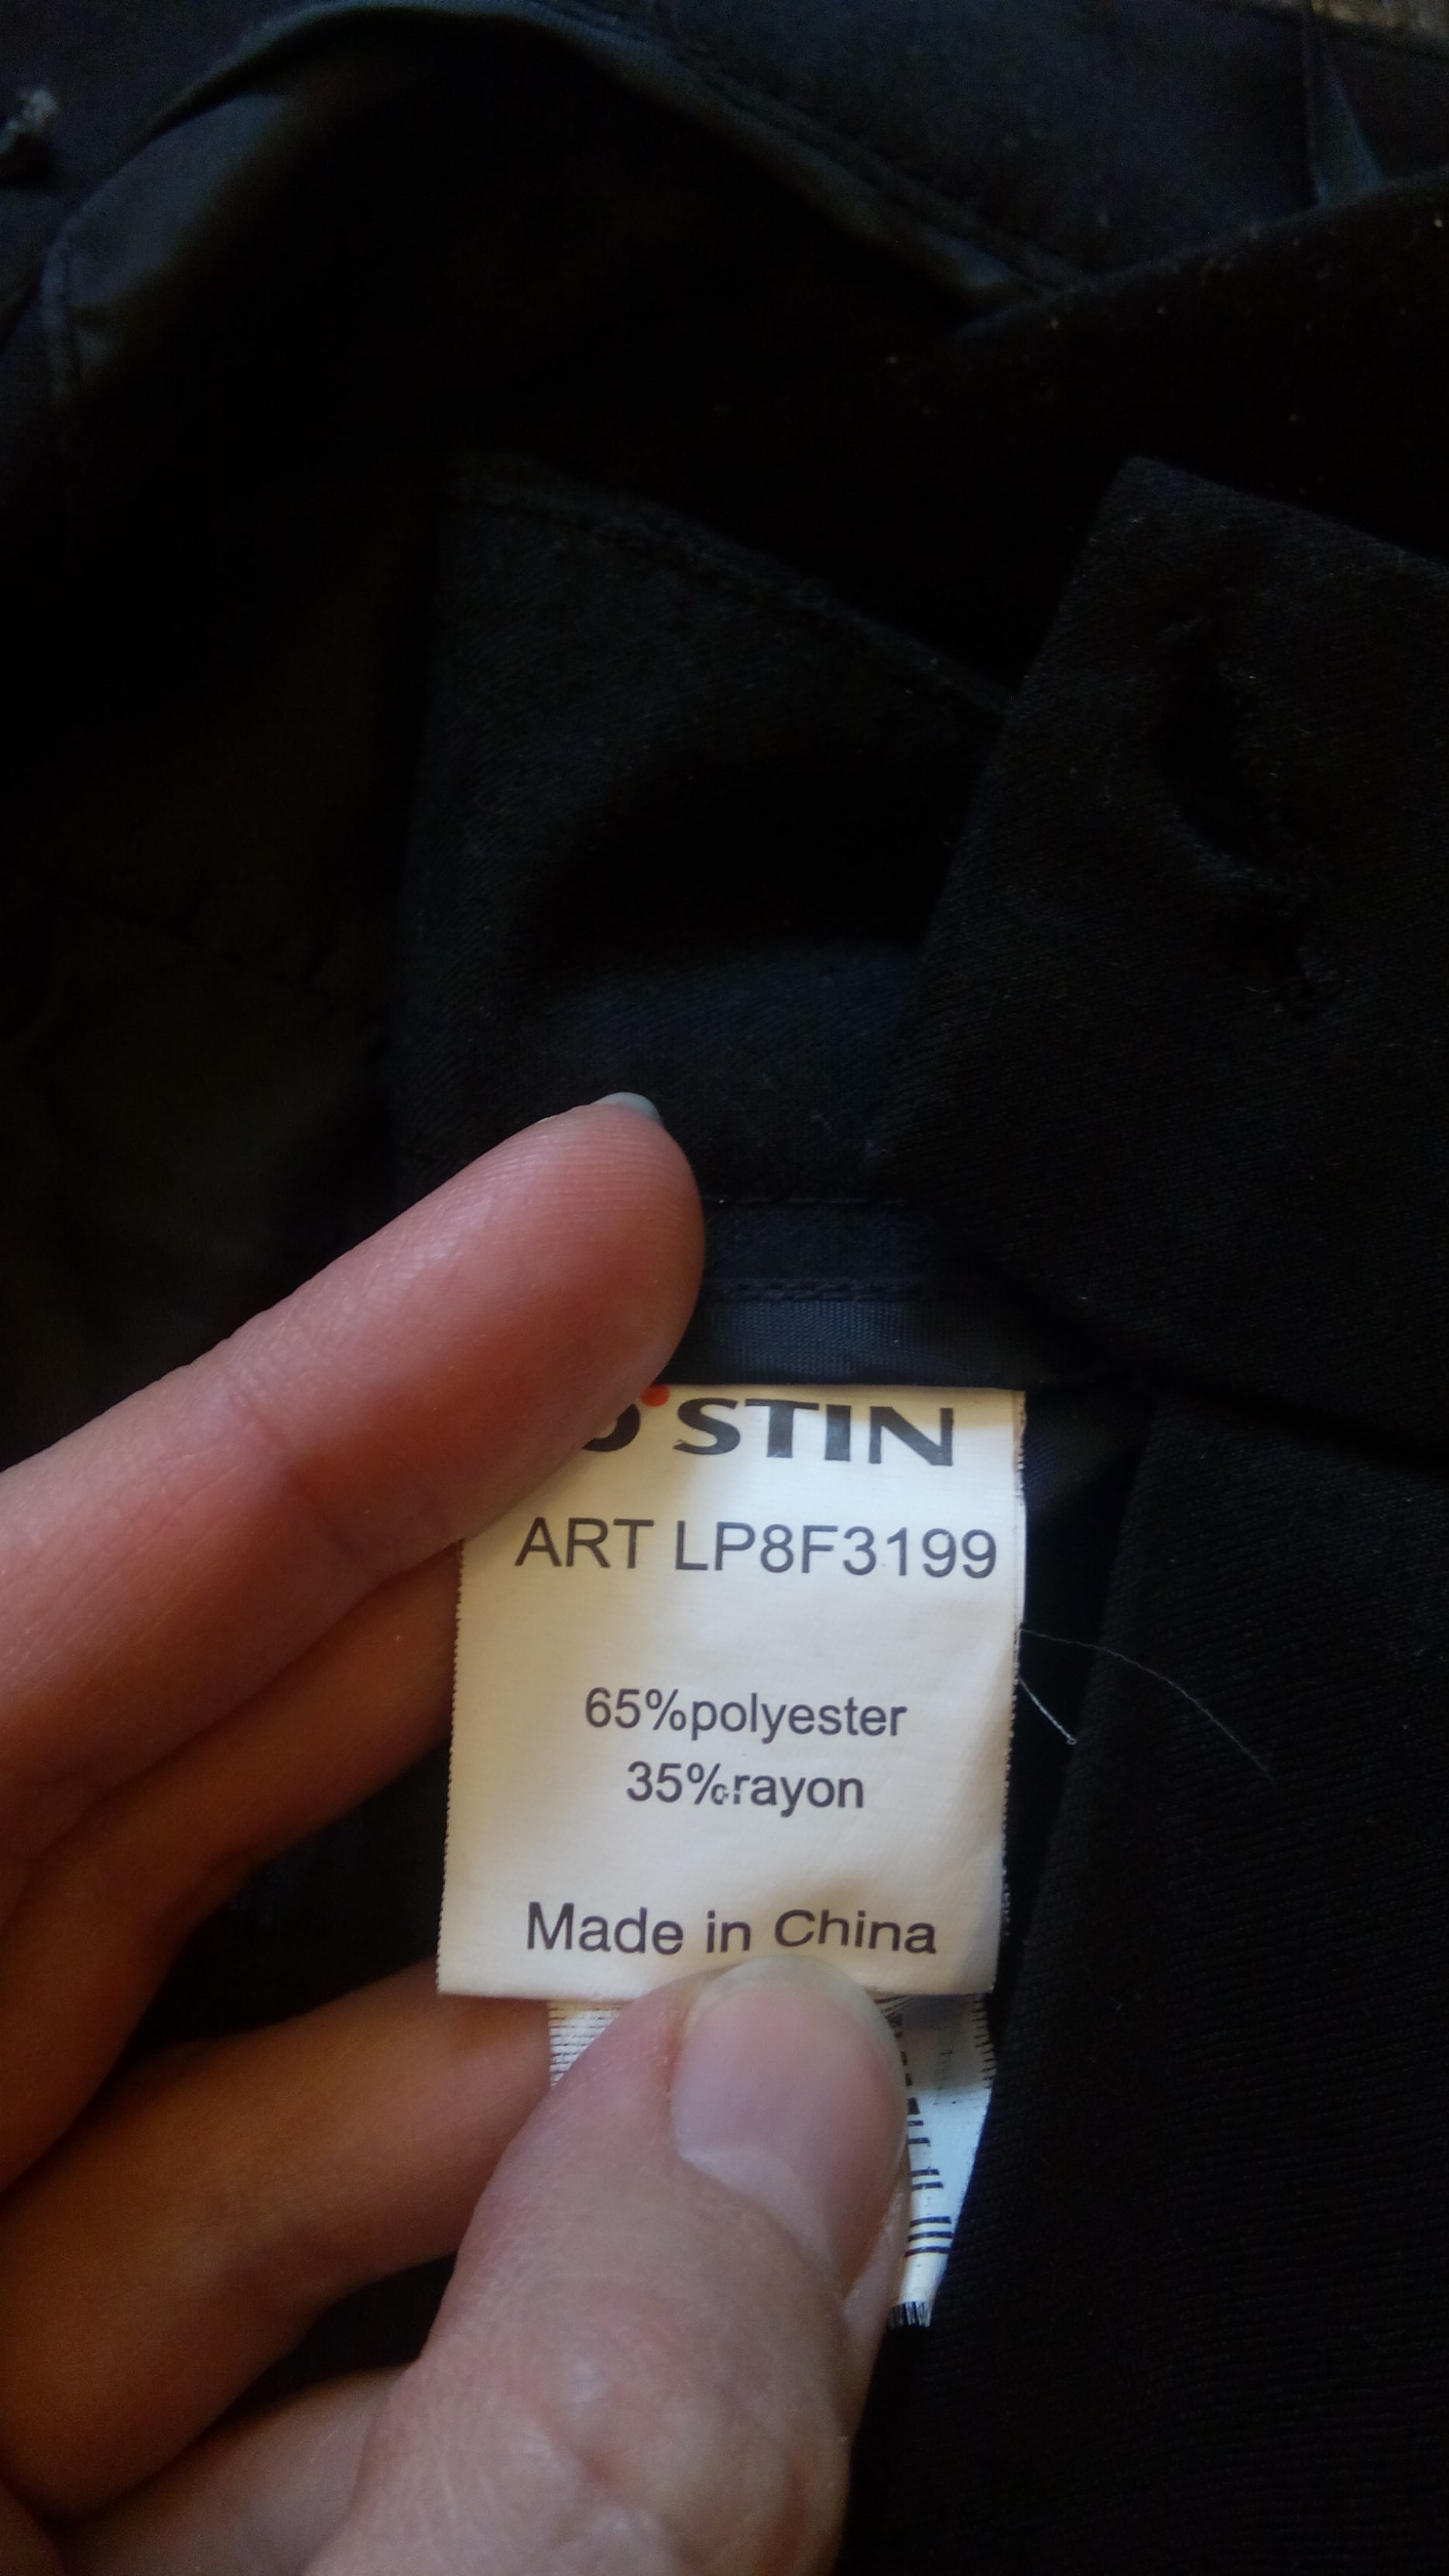 O'STIN
ART LP8F3199
65%polyester
35%rayon
Made in China